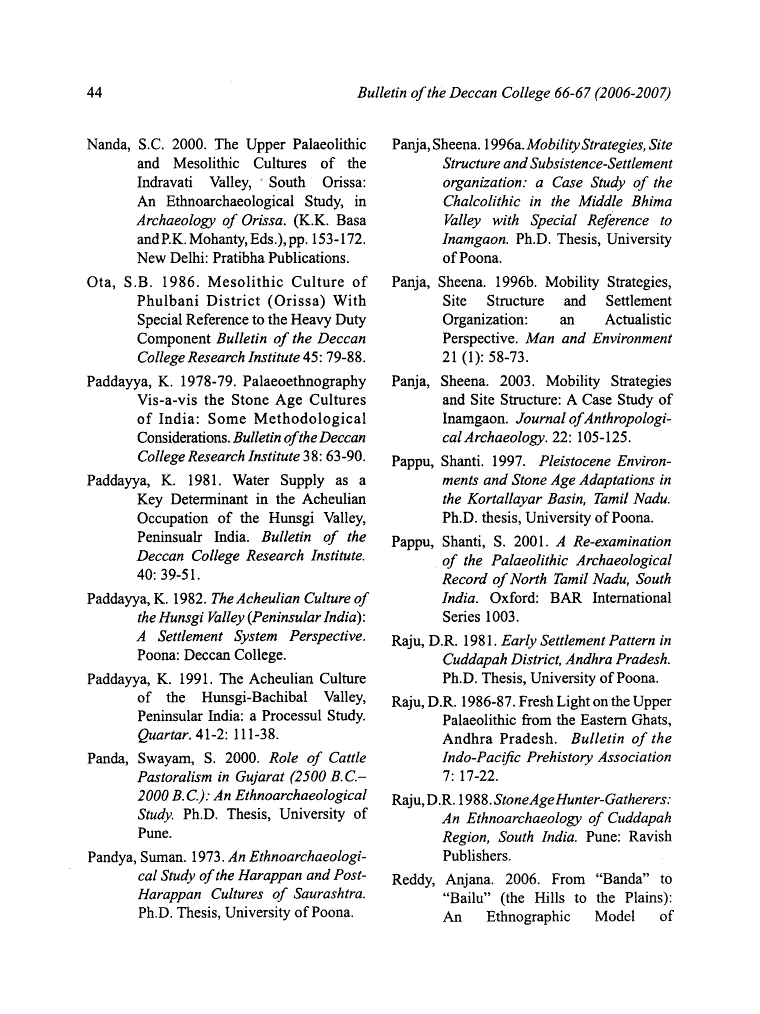 44
Bulletin of the Deccan College 66-67 (2006-2007)
Nanda, S.C. 2000. The Upper Palaeolithic
and Mesolithic Cultures of the
Indravati Valley, South Orissa:
An Ethnoarchaeological Study, in
Archaeology of Orissa. (K.K. Basa
and P.K. Mohanty, Eds.), pp. 153-172.
New Delhi: Pratibha Publications.
Ota, S.B. 1986. Mesolithic Culture of
Phulbani District (Orissa) With
Special Reference to the Heavy Duty
Component Bulletin of the Deccan
College Research Institute 45: 79-88.
Paddayya, K. 1978-79. Palaeoethnography
Vis-a-vis the Stone Age Cultures
of India: Some Methodological
Considerations. Bulletin of the Deccan
College Research Institute 38: 63-90.
Paddayya, K. 1981. Water Supply as a
Key Determinant in the Acheulian
Occupation of the Hunsgi Valley,
Peninsualr India. Bulletin of the
Deccan College Research Institute.
40: 39-51.
Paddayya, K. 1982. The Acheulian Culture of
the Hunsgi Valley (Peninsular India):
A Settlement System Perspective.
Poona: Deccan College.
Paddayya, K. 1991. The Acheulian Culture
of the Hunsgi-Bachibal Valley,
Peninsular India: a Processul Study.
Quartar. 41-2: 111-38.
Panda, Swayam, S. 2000. Role of Cattle
Pastoralism in Gujarat (2500 B.C.–
2000 B.C.): An Ethnoarchaeological
Study. Ph.D. Thesis, University of
Pune.
Pandya, Suman. 1973. An Ethnoarchaeologi-
cal Study of the Harappan and Post-
Harappan Cultures of Saurashtra.
Ph.D. Thesis, University of Poona.
Panja, Sheena. 1996a. Mobility Strategies, Site
Structure and Subsistence-Settlement
organization: a Case Study of the
Chalcolithic in the Middle Bhima
Valley with Special Reference to
Inamgaon. Ph.D. Thesis, University
of Poona.
Panja, Sheena. 1996b. Mobility Strategies,
Site Structure and Settlement
Organization: an Actualistic
Perspective. Man and Environment
21 (1): 58-73.
Panja, Sheena. 2003. Mobility Strategies
and Site Structure: A Case Study of
Inamgaon. Journal of Anthropologi-
cal Archaeology. 22: 105-125.
Pappu, Shanti. 1997. Pleistocene Environ-
ments and Stone Age Adaptations in
the Kortallayar Basin, Tamil Nadu.
Ph.D. thesis, University of Poona.
Pappu, Shanti, S. 2001. A Re-examination
of the Palaeolithic Archaeological
Record of North Tamil Nadu, South
India. Oxford: BAR International
Series 1003.
Raju, D.R. 1981. Early Settlement Pattern in
Cuddapah District, Andhra Pradesh.
Ph.D. Thesis, University of Poona.
Raju, D.R. 1986-87. Fresh Light on the Upper
Palaeolithic from the Eastern Ghats,
Andhra Pradesh. Bulletin of the
Indo-Pacific Prehistory Association
7: 17-22.
Raju, D.R. 1988. Stone Age Hunter-Gatherers:
An Ethnoarchaeology of Cuddapah
Region, South India. Pune: Ravish
Publishers.
Reddy, Anjana. 2006. From “Banda” to
“Bailu” (the Hills to the Plains):
An Ethnographic Model of